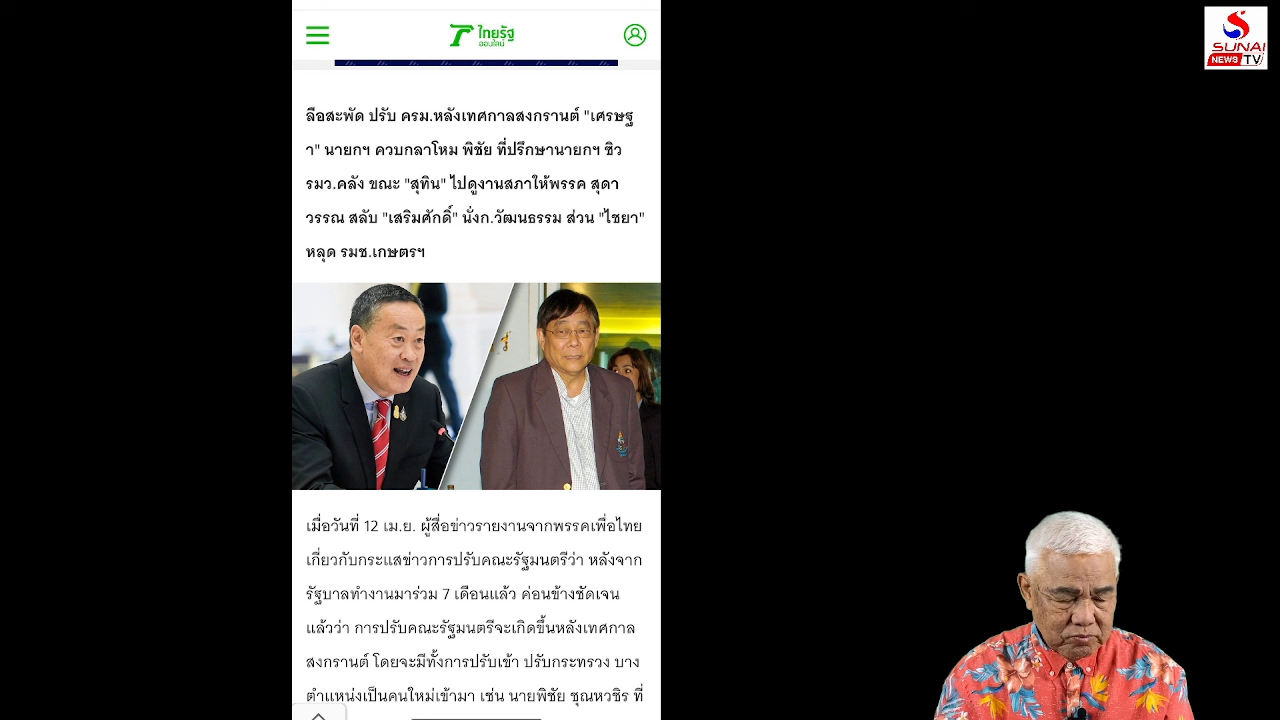 ไทยรัฐ
ออนไลน์
SUNAI
NEWS TV
ลือสะพัด ปรับ ครม.หลังเทศกาลสงกรานต์ "เศรษฐ
า" นายกฯ ควบกลาโหม พิชัย ที่ปรึกษานายกฯ ซิว
รมว.คลัง ขณะ "สุทิน" ไปดูงานสภาให้พรรค สุดา
วรรณ สลับ "เสริมศักดิ์" นั่งก.วัฒนธรรม ส่วน "ไชยา"
หลุด รมช.เกษตรฯ
เมื่อวันที่ 12 เม.ย. ผู้สื่อข่าวรายงานจากพรรคเพื่อไทย
เกี่ยวกับกระแสข่าวการปรับคณะรัฐมนตรีว่า หลังจาก
รัฐบาลทำงานมาร่วม 7 เดือนแล้ว ค่อนข้างชัดเจน
แล้วว่า การปรับคณะรัฐมนตรีจะเกิดขึ้นหลังเทศกาล
สงกรานต์ โดยจะมีทั้งการปรับเข้า ปรับกระทรวง บาง
ตำแหน่งเป็นคนใหม่เข้ามา เช่น นายพิชัย ชุณหวชิร ที่